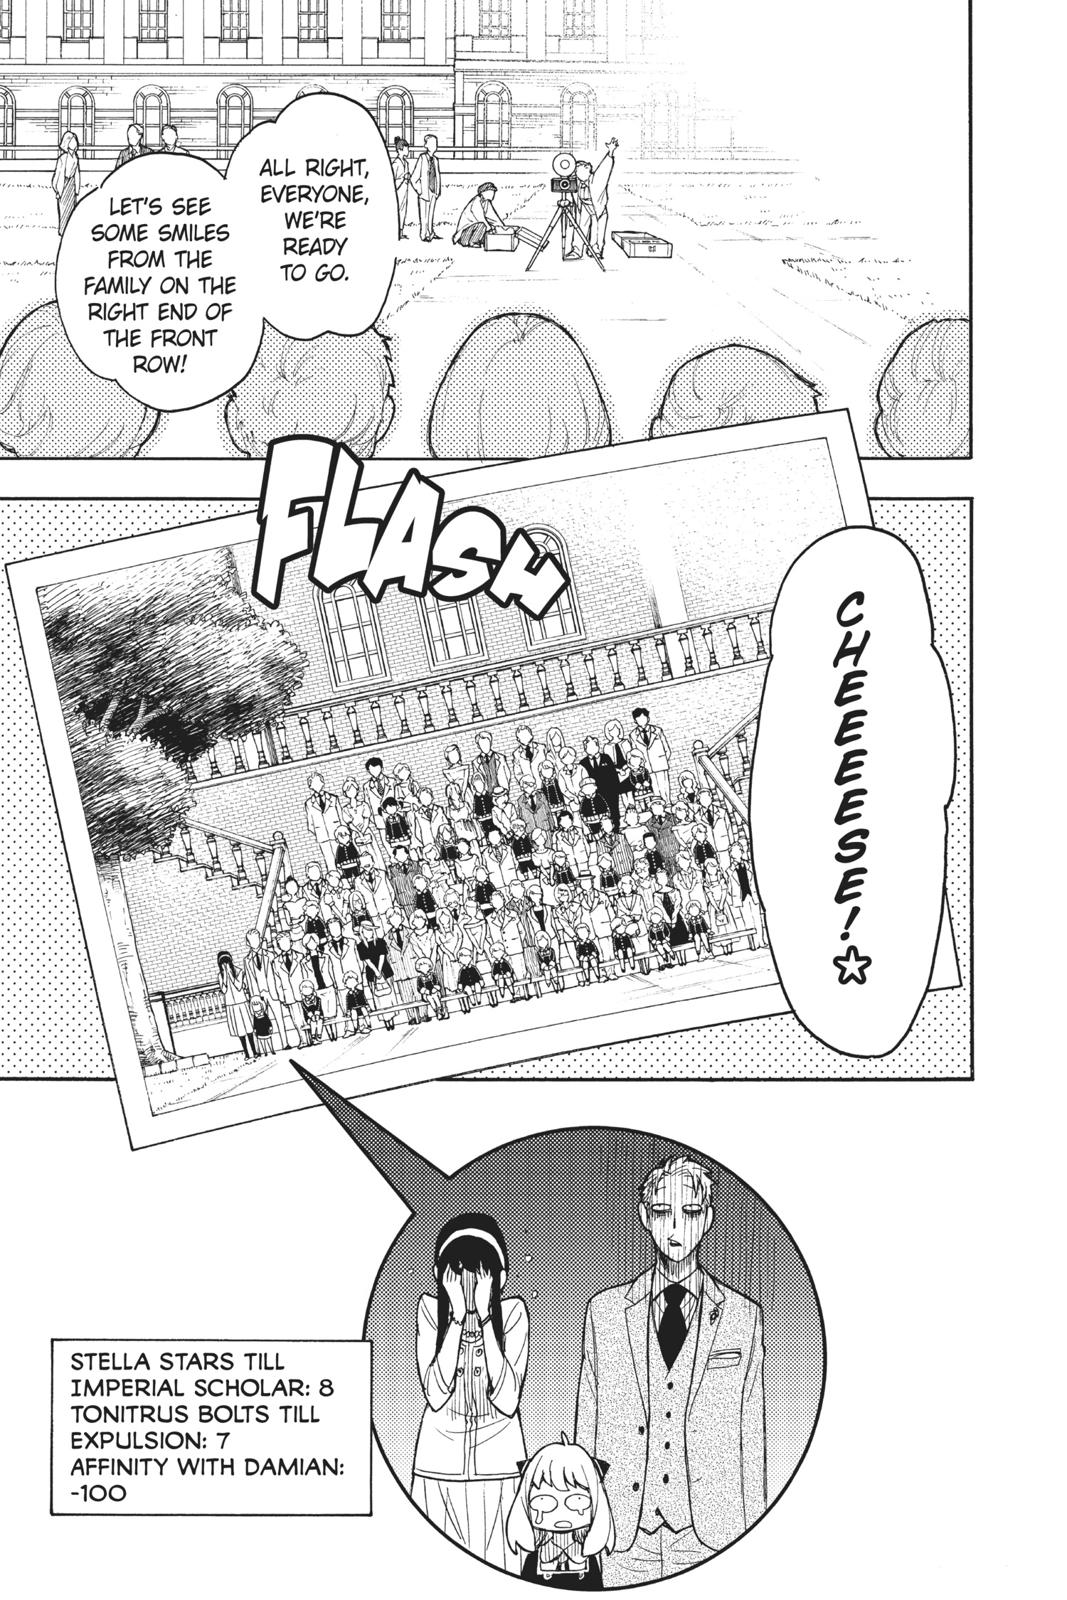 ALL RIGHT,
EVERYONE,
WE'RE
READY
TO GO.
LET'S SEE
SOME SMILES
FROM THE
FAMILY ON THE
RIGHT END OF
THE FRONT
ROW!
FLASH
CHEEEEESE!☆
STELLA STARS TILL
IMPERIAL SCHOLAR: 8
TONITRUS BOLTS TILL
EXPULSION: 7
AFFINITY WITH DAMIAN:
-100